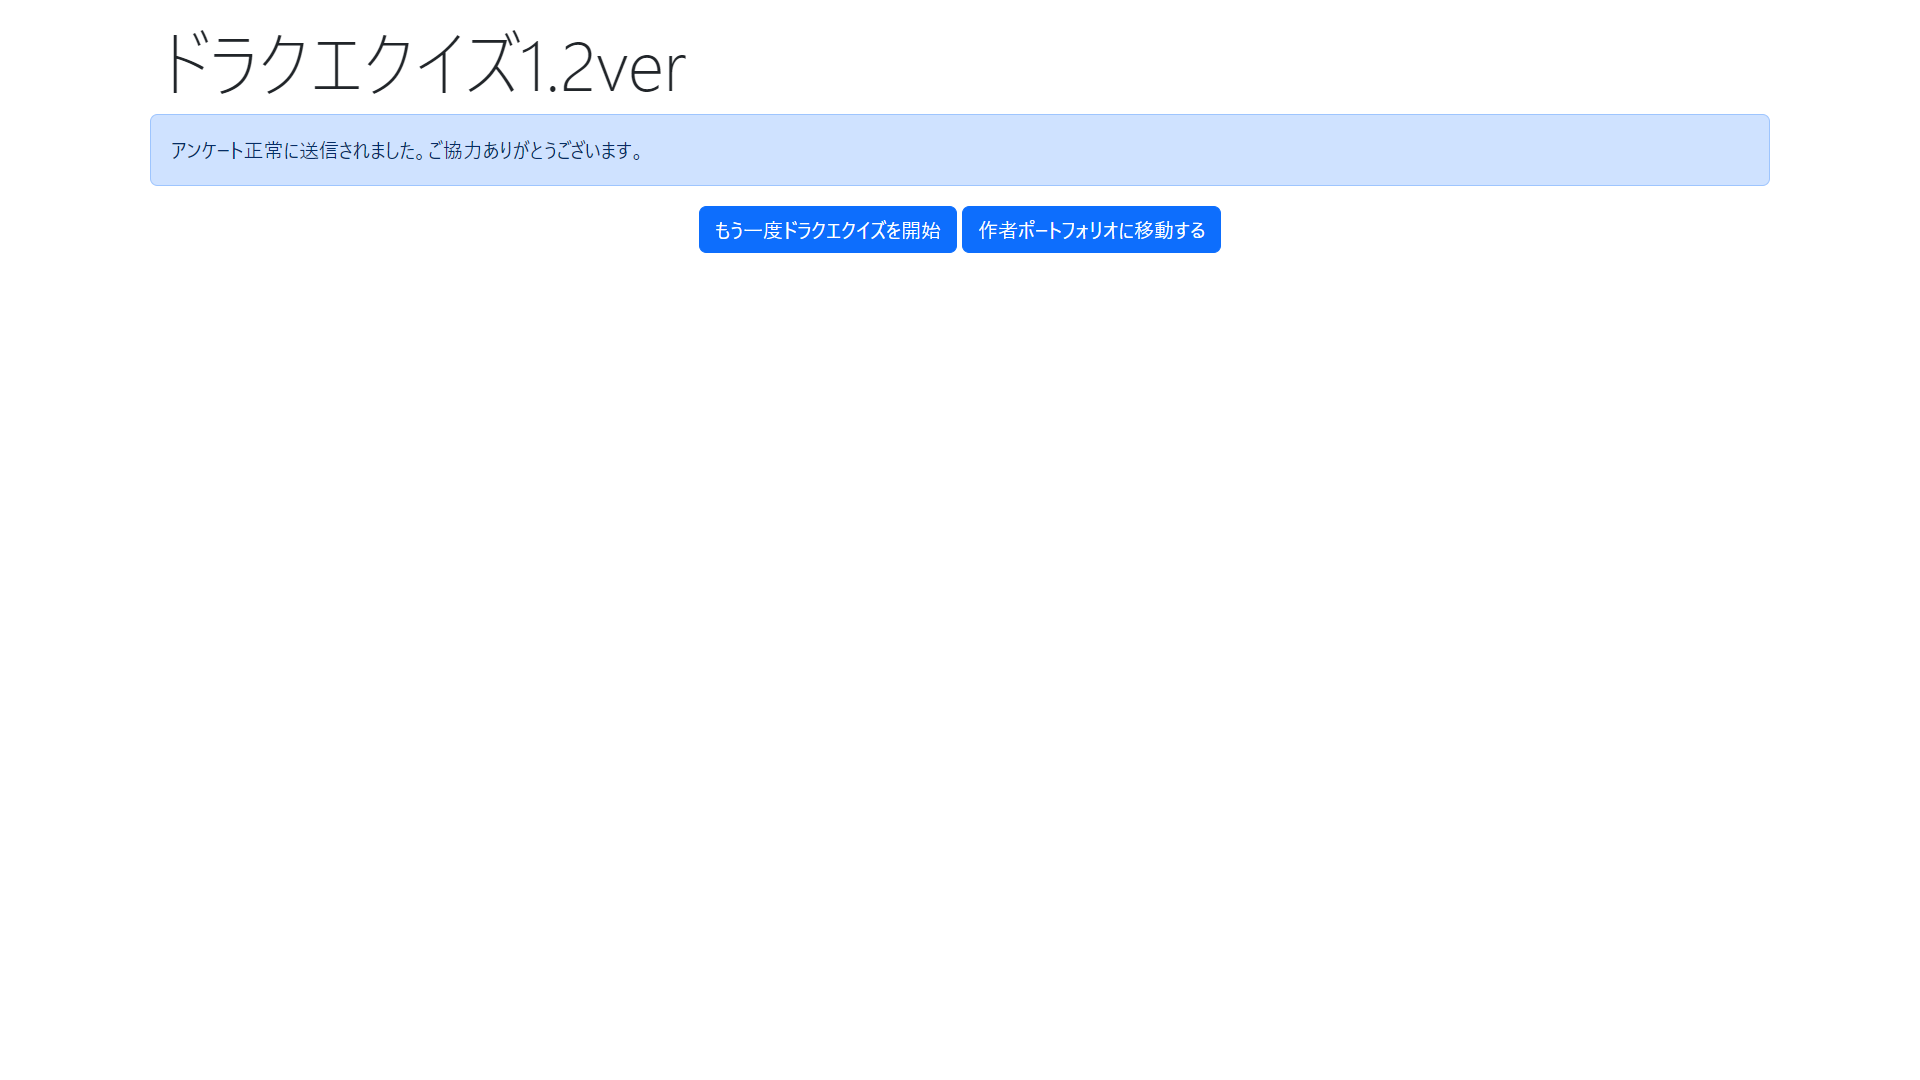 ドラクエクイズ1.2ver
アンケート正常に送信されました。ご協力ありがとうございます。
もう一度ドラクエクイズを開始 作者ポートフォリオに移動する